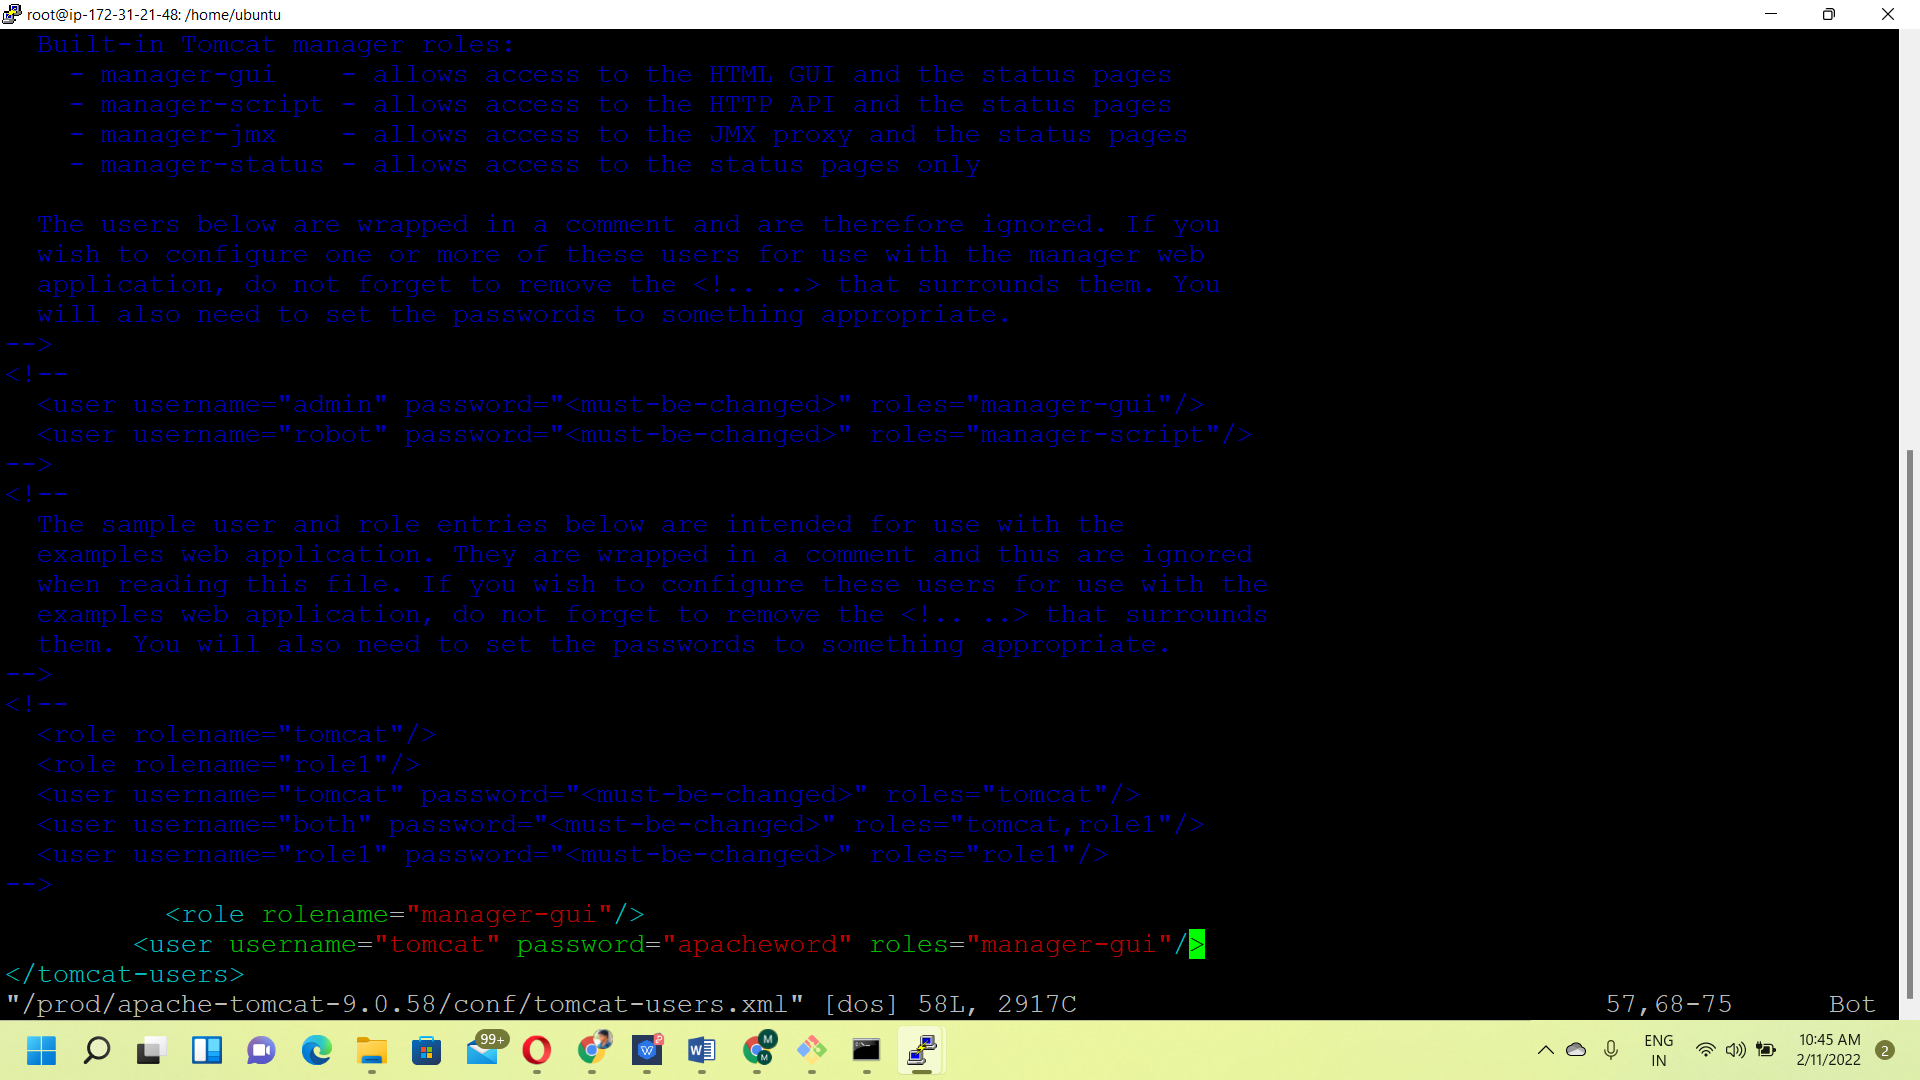 root@ip-172-31-21-48: /home/ubuntu
Built-in Tomcat manager roles:
- manager-gui    - allows access to the HTML GUI and the status pages
- manager-script - allows access to the HTTP API and the status pages
- manager-jmx    - allows access to the JMX proxy and the status pages
- manager-status - allows access to the status pages only
The users below are wrapped in a comment and are therefore ignored. If you
wish to configure one or more of these users for use with the manager web
application, do not forget to remove the <!.. ..> that surrounds them. You
will also need to set the passwords to something appropriate.
-->
<!--
<user username="admin" password="<must-be-changed>" roles="manager-gui"/>
<user username="robot" password="<must-be-changed>" roles="manager-script"/>
-->
<!--
The sample user and role entries below are intended for use with the
examples web application. They are wrapped in a comment and thus are ignored
when reading this file. If you wish to configure these users for use with the
examples web application, do not forget to remove the <!.. ..> that surrounds
them. You will also need to set the passwords to something appropriate.
-->
<!--
<role rolename="tomcat"/>
<role rolename="role1"/>
<user username="tomcat" password="<must-be-changed>" roles="tomcat"/>
<user username="both" password="<must-be-changed>" roles="tomcat,role1"/>
<user username="role1" password="<must-be-changed>" roles="role1"/>
-->
<role rolename="manager-gui"/>
<user username="tomcat" password="apacheword" roles="manager-gui"/>
</tomcat-users>
"/prod/apache-tomcat-9.0.58/conf/tomcat-users.xml" [dos] 58L, 2917C 57,68-75 Bot
99+
M
M
ENG
IN
10:45 AM
2/11/2022
2